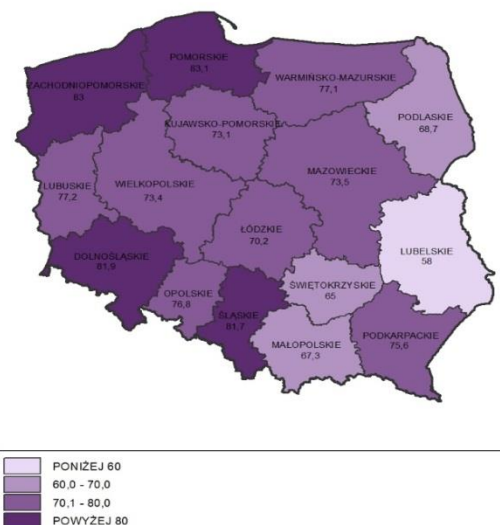 POMORSKIE
83,1
ZACHODNIOPOMORSKIE
83
WARMIŃSKO-MAZURSKIE
77,1
PODLASKIE
68,7
KUJAWSKO-POMORSKIE
73,1
LUBUSKIE
77,2
WIELKOPOLSKIE
73,4
MAZOWIECKIE
73,5
ŁÓDZKIE
70,2
LUBELSKIE
58
DOLNOŚLĄSKIE
81,9
OPOLSKIE
76,8
ŚLĄSKIE
81,7
ŚWIĘTOKRZYSKIE
65
MAŁOPOLSKIE
67,3
PODKARPACKIE
75,6
PONIŻEJ 60
60,0 - 70,0
70,1 - 80,0
POWYŻEJ 80